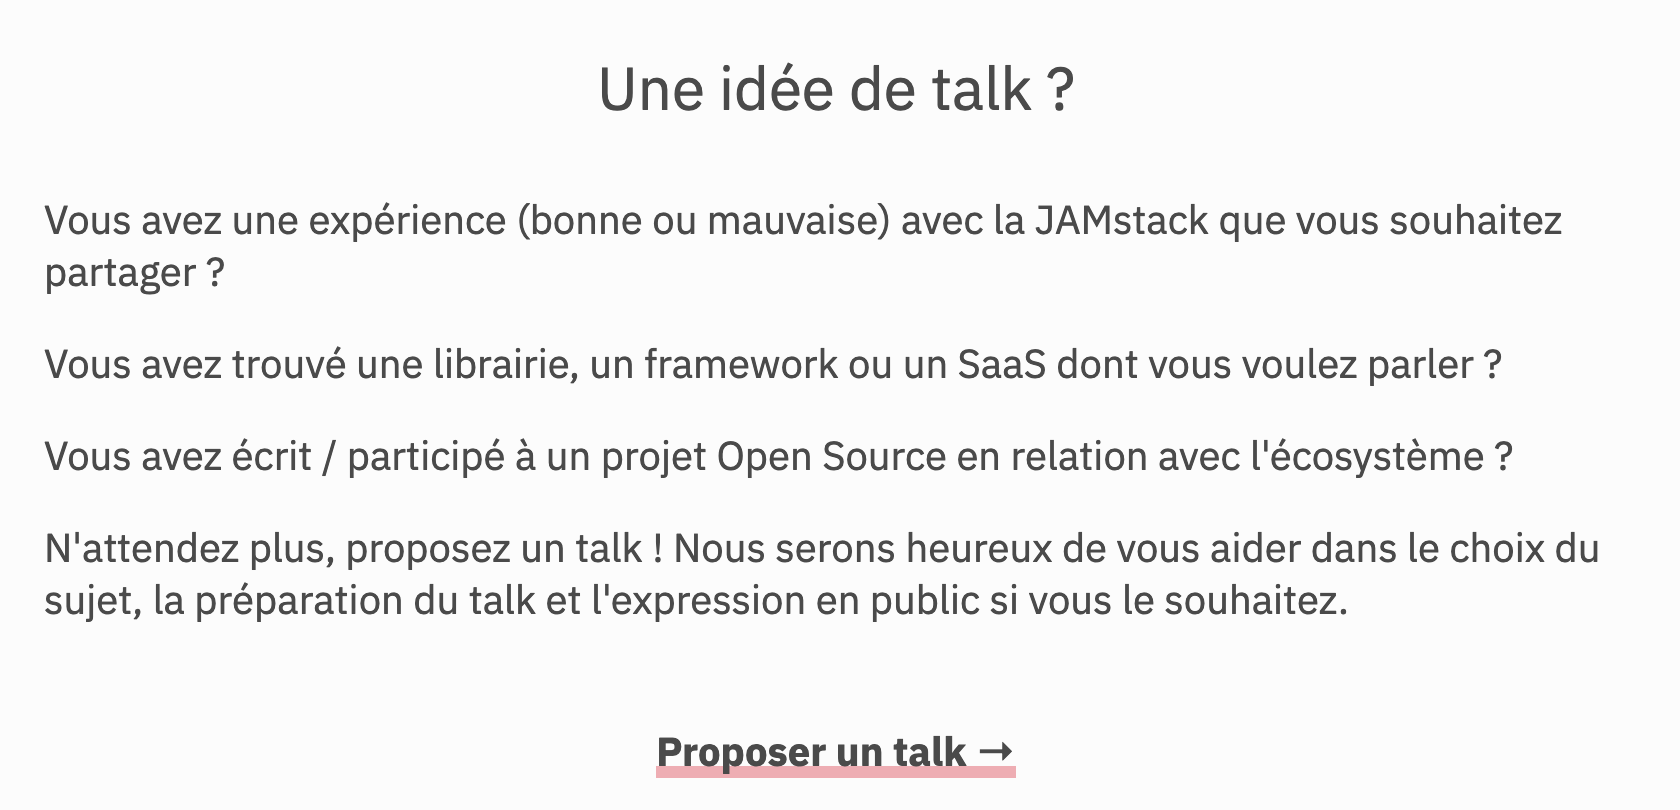 Une idée de talk ?
Vous avez une expérience (bonne ou mauvaise) avec la JAMstack que vous souhaitez
partager ?
Vous avez trouvé une librairie, un framework ou un SaaS dont vous voulez parler ?
Vous avez écrit / participé à un projet Open Source en relation avec l'écosystème ?
N'attendez plus, proposez un talk ! Nous serons heureux de vous aider dans le choix du
sujet, la préparation du talk et l'expression en public si vous le souhaitez.
Proposer un talk →